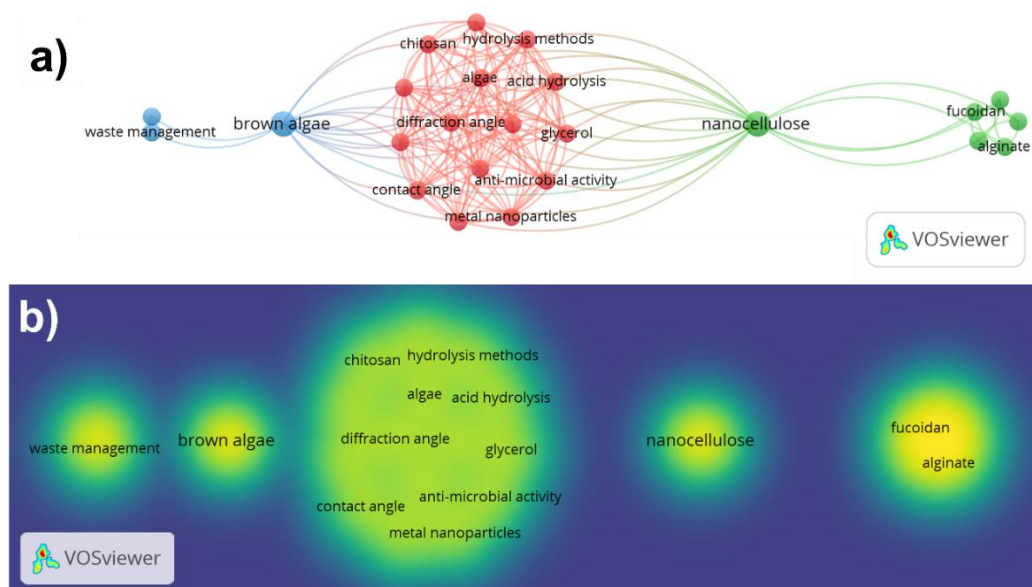 a)
chitosan
hydrolysis methods
algae
acid hydrolysis
waste management
brown algae
diffraction angle
glycerol
nanocellulose
fucoidan
alginate
contact angle
anti-microbial activity
metal nanoparticles
VOSviewer
b)
chitosan
hydrolysis methods
algae
acid hydrolysis
waste management
brown algae
diffraction angle
glycerol
nanocellulose
fucoidan
alginate
contact angle
anti-microbial activity
metal nanoparticles
VOSviewer